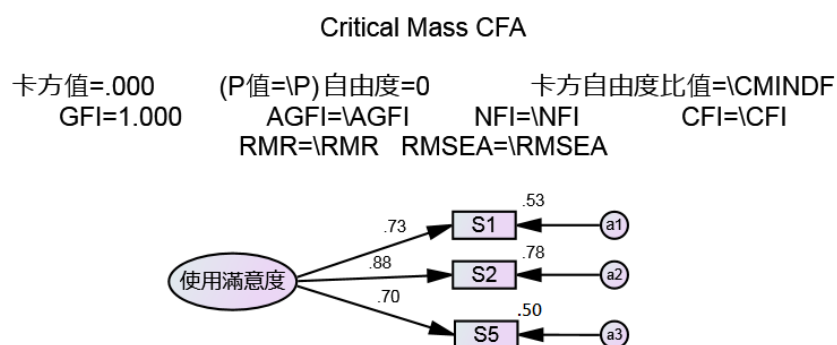 Critical Mass CFA
卡方值=.000 (P值=\P)自由度=0 卡方自由度比值=\CMINDF
GFI=1.000 AGFI=\AGFI NFI=\NFI CFI=\CFI
RMR=\RMR RMSEA=\RMSEA
.53
.73 S1 a1
.78
使用滿意度 .88 S2 a2
.70 .50
S5 a3